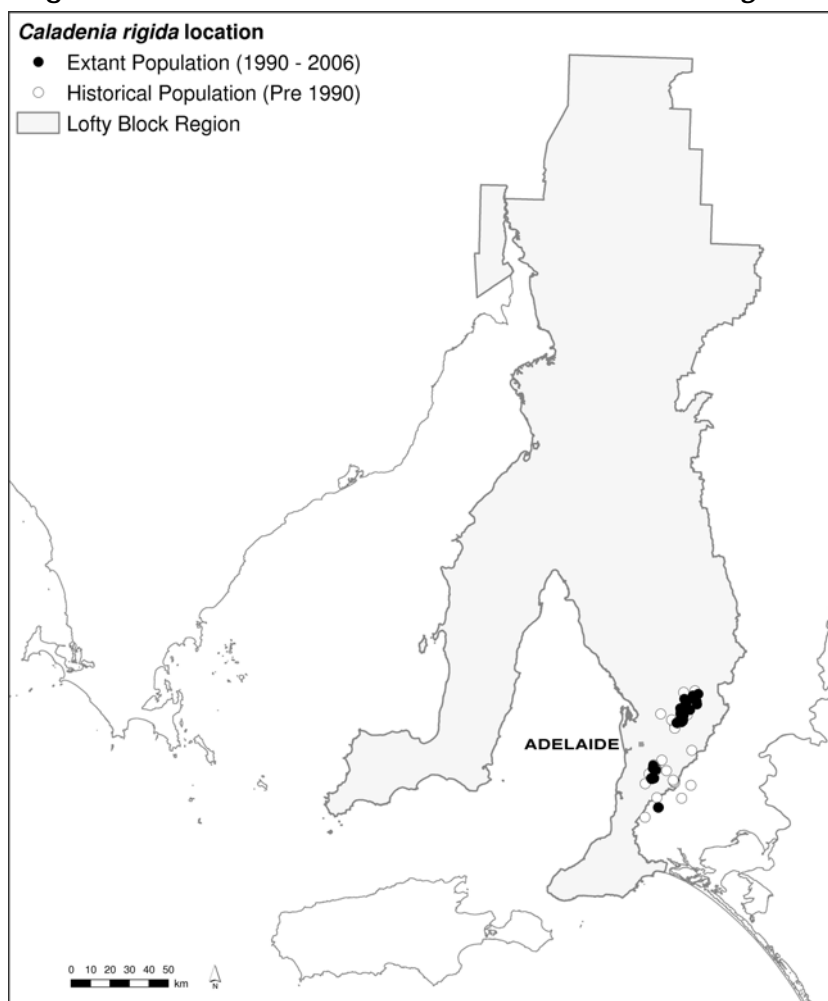 Caladenia rigida location
Extant Population (1990 - 2006)
Historical Population (Pre 1990)
Lofty Block Region
ADELAIDE
0 10 20 30 40 50
km
N